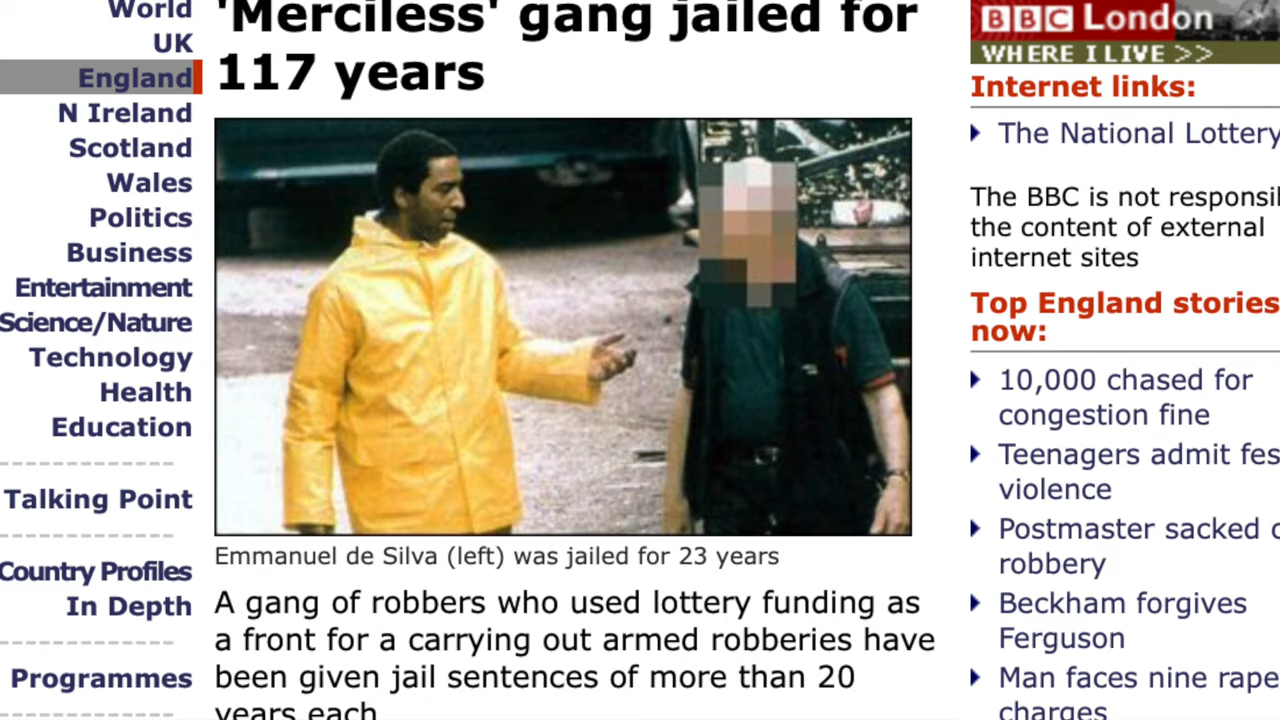 World
UK
England
N Ireland
Scotland
Wales
Politics
Business
Entertainment
Science/Nature
Technology
Health
Education
Talking Point
Country Profiles
In Depth
Programmes
'Merciless' gang jailed for
117 years
Emmanuel de Silva (left) was jailed for 23 years
A gang of robbers who used lottery funding as
a front for a carrying out armed robberies have
been given jail sentences of more than 20
years each
BBC London
WHERE I LIVE >>
Internet links:
The National Lottery
The BBC is not responsi
the content of external
internet sites
Top England stories
now:
10,000 chased for
congestion fine
Teenagers admit fes
violence
Postmaster sacked o
robbery
Beckham forgives
Ferguson
Man faces nine rape
charges